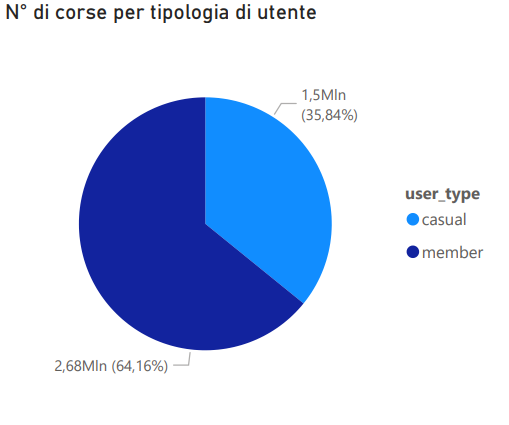 N° di corse per tipologia di utente
1,5Mln
(35,84%)
user_type
casual
member
2,68Mln (64,16%)